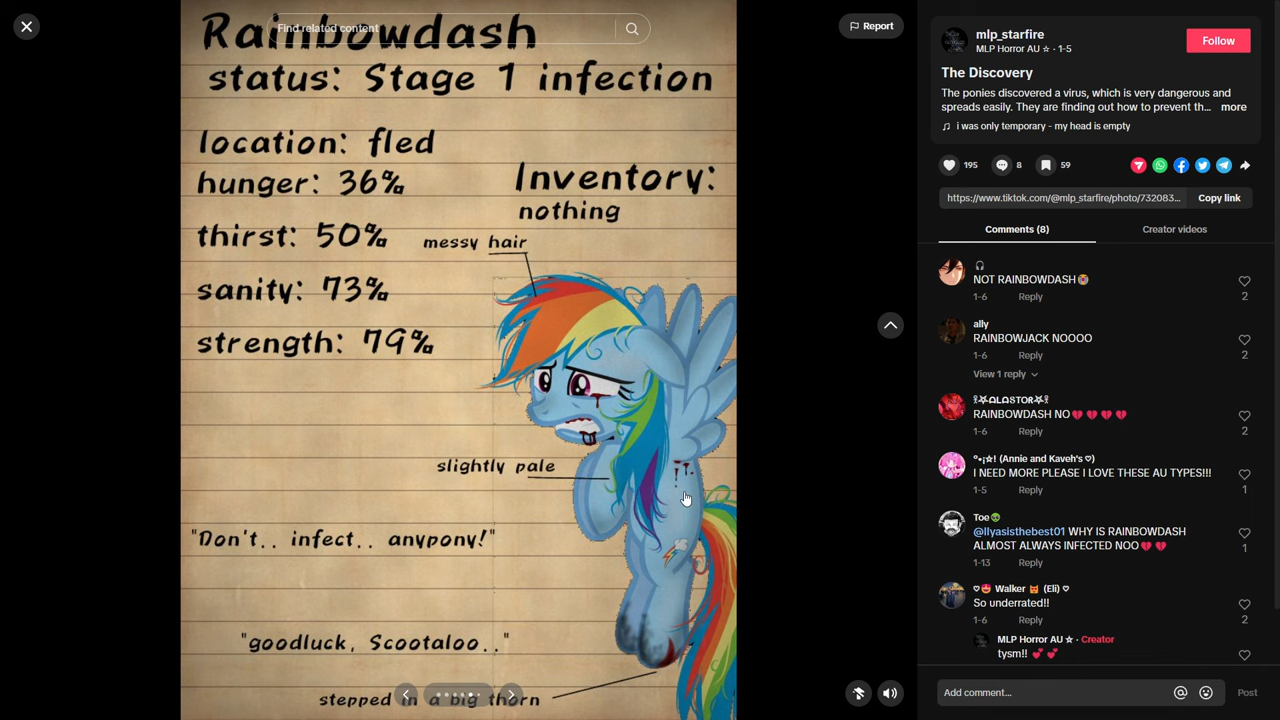 Find related content
Report
Rainbowdash
status: Stage 1 infection
location: fled
hunger: 36%
Inventory:
nothing
thirst: 50%
messy hair
sanity: 73%
strength: 79%
slightly pale
"Don't.. infect.. anypony!"
"goodluck, Scootaloo.."
stepped in a big thorn
mlp_starfire
MLP Horror AU ☆ · 1-5
Follow
The Discovery
The ponies discovered a virus, which is very dangerous and
spreads easily. They are finding out how to prevent th... more
♫ i was only temporary - my head is empty
195
8
59
https://www.tiktok.com/@mlp_starfire/photo/732083...
Copy link
Comments (8)
Creator videos
🎧
NOT RAINBOWDASH😭
1-6 Reply
2
ally
RAINBOWJACK NOOOO
1-6 Reply
2
View 1 reply
RAINBOWDASH NO💔 💔 💔 💔
1-6 Reply
2
(Annie and Kaveh's ♡)
I NEED MORE PLEASE I LOVE THESE AU TYPES!!!
1-5 Reply
1
Toe👽
@Ilyasisthebest01 WHY IS RAINBOWDASH
ALMOST ALWAYS INFECTED NOO💔 💔
1-13 Reply
1
♡😍 Walker 😈 (Eli) ♡
So underrated!!
1-6 Reply
2
MLP Horror AU ☆ · Creator
tysm!! 💕 💕
Add comment...
Post